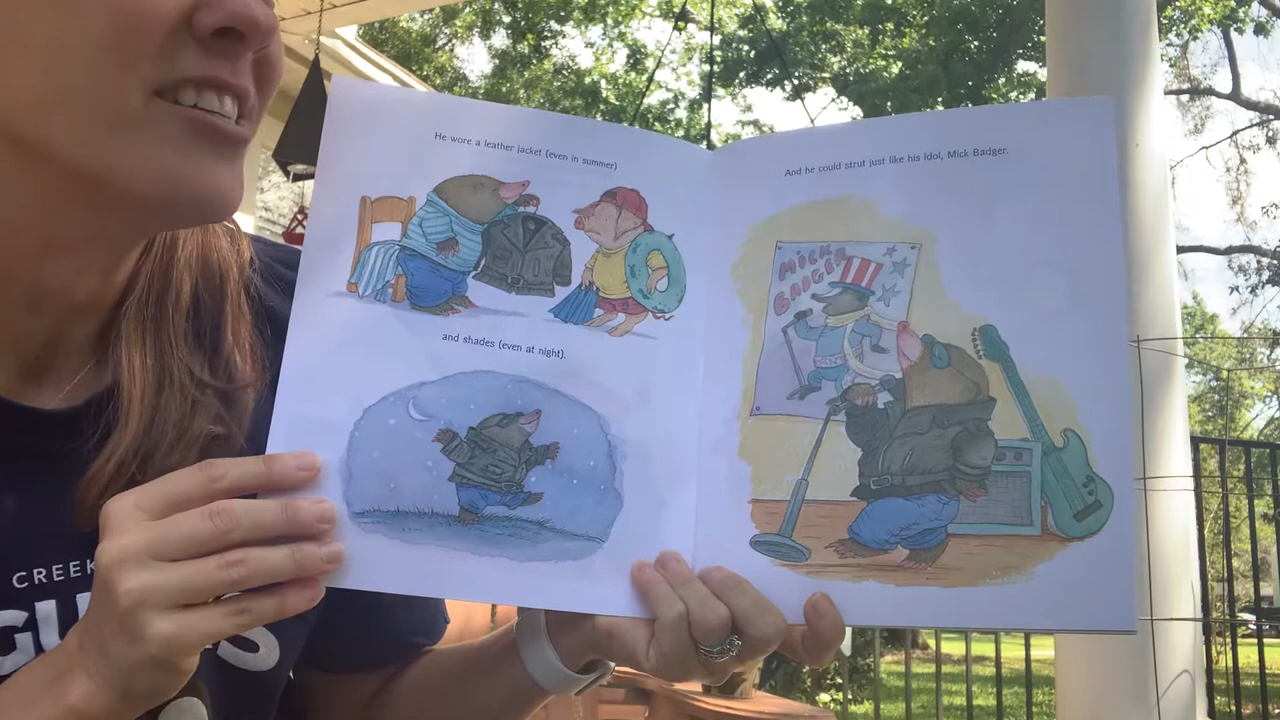 He wore a leather jacket (even in summer)
and shades (even at night).
And he could strut just like his idol, Mick Badger.
MICK
BADGER
CREEK